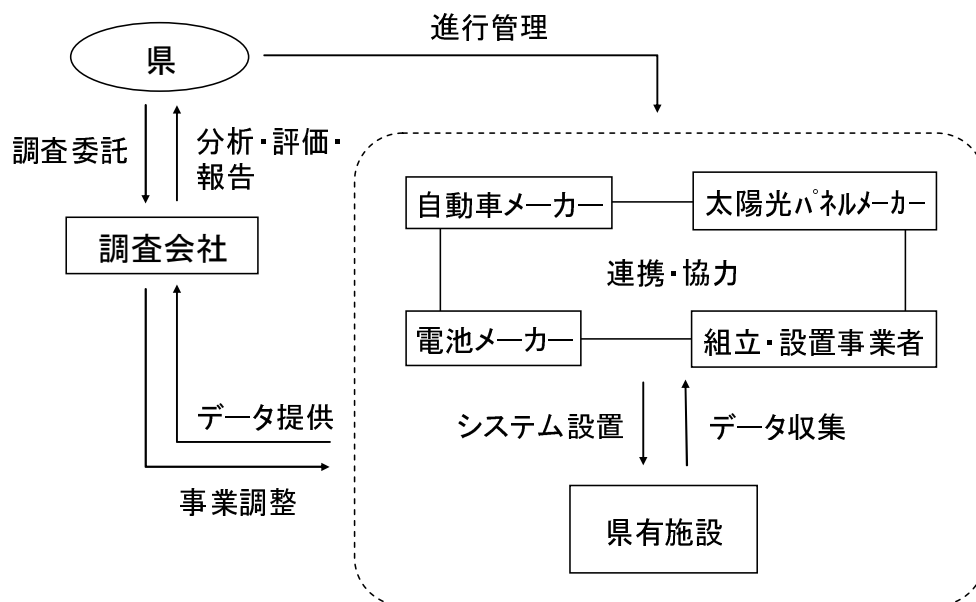 進行管理
県
調査委託
分析・評価・
報告
自動車メーカー
太陽光パネルメーカー
調査会社
連携・協力
電池メーカー
組立・設置事業者
データ提供
システム設置
データ収集
事業調整
県有施設